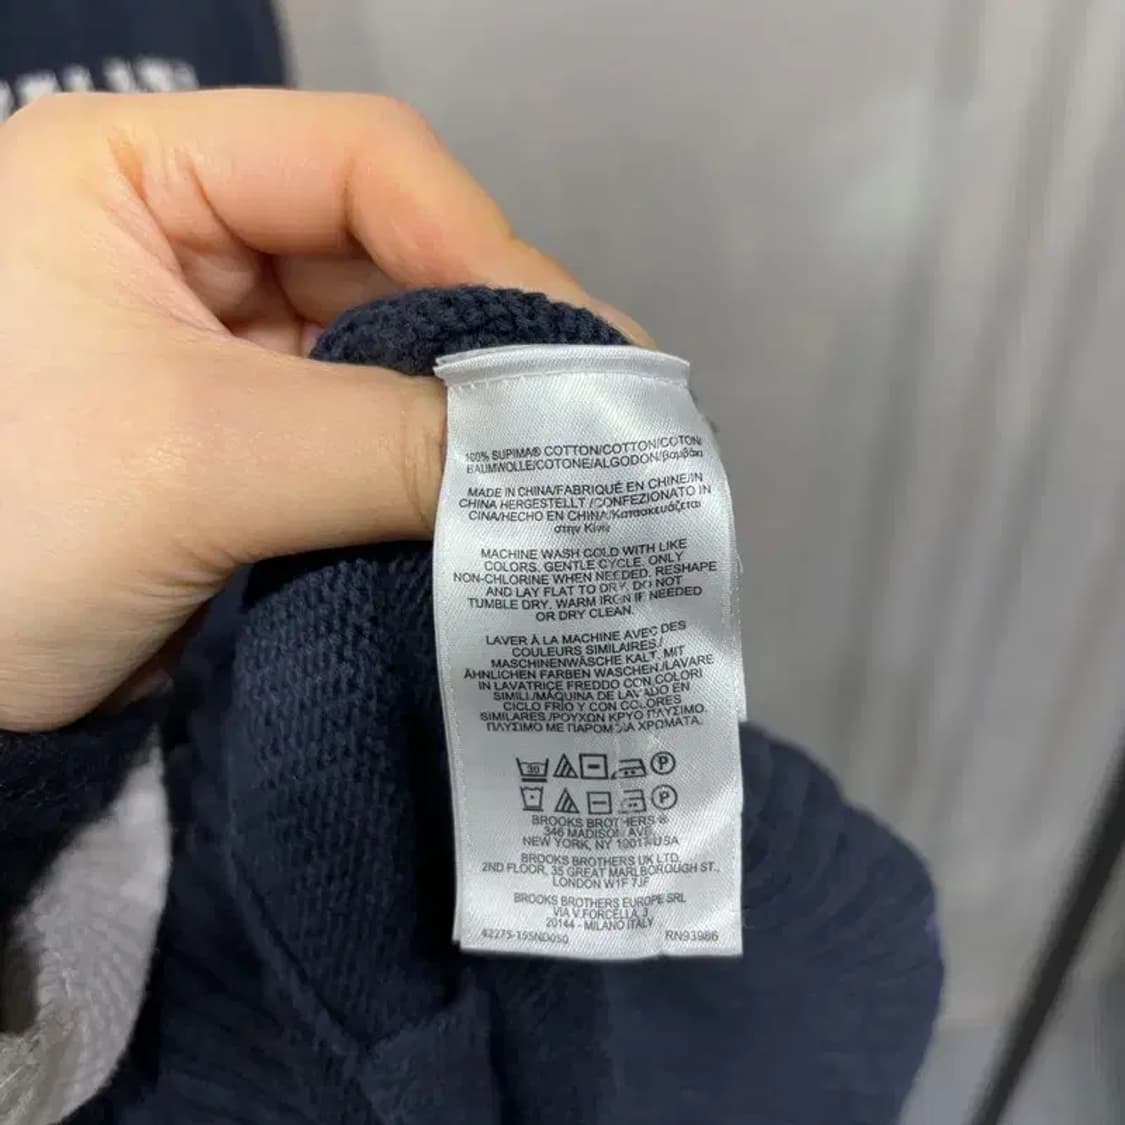 100% SUPIMA® COTTON/COTTON/COTON/
BAUMWOLLE/COTONE/ALGODON/βαμβάκι
MADE IN CHINA/FABRIQUÉ EN CHINE/IN
CHINA HERGESTELLT /CONFEZIONATO IN
CINA/HECHO EN CHINA/Κατασκευάζεται
στην Κίνα
MACHINE WASH COLD WITH LIKE
COLORS. GENTLE CYCLE. ONLY
NON-CHLORINE WHEN NEEDED. RESHAPE
AND LAY FLAT TO DRY. DO NOT
TUMBLE DRY. WARM IRON IF NEEDED
OR DRY CLEAN.
LAVER À LA MACHINE AVEC DES
COULEURS SIMILAIRES./
MASCHINENWÄSCHE KALT, MIT
ÄHNLICHEN FARBEN WASCHEN./LAVARE
IN LAVATRICE FREDDO CON COLORI
SIMILI./MÁQUINA DE LAVADO EN
CICLO FRÍO Y CON COLORES
SIMILARES./ΡΟΥΧΩΝ ΚΡΥΟ ΠΛΥΣΙΜΟ.
ΠΛΥΣΙΜΟ ΜΕ ΠΑΡΟΜΟΙΑ ΧΡΩΜΑΤΑ.
30 P
P
BROOKS BROTHERS ®
346 MADISON AVE.
NEW YORK, NY 10017 USA
BROOKS BROTHERS UK LTD.
2ND FLOOR, 35 GREAT MARLBOROUGH ST.,
LONDON W1F 7JF
BROOKS BROTHERS EUROPE SRL
VIA V.FORCELLA, 3
20144 - MILANO ITALY
42275-155ND050 RN93986